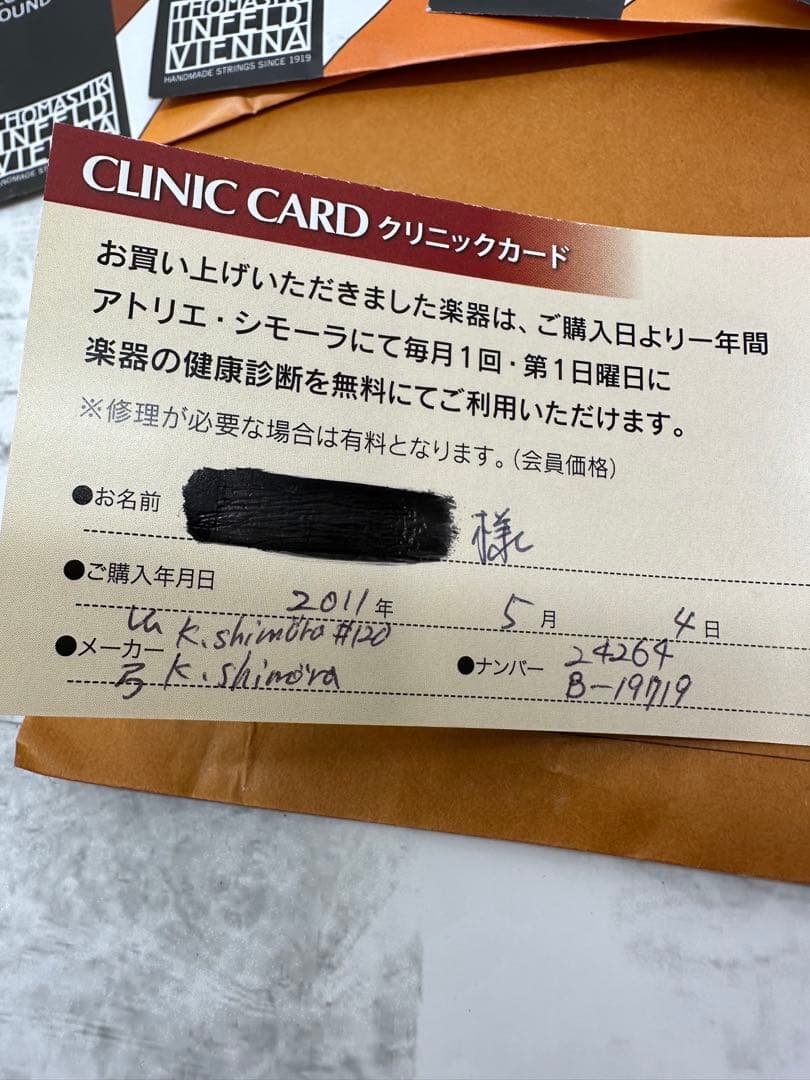 OUND
THOMASTIK
INFELD
VIENNA
HANDMADE STRINGS SINCE 1919
THOMASTIK
INFELD
VIENNA
CLINIC CARD クリニックカード
お買い上げいただきました楽器は、ご購入日より一年間
アトリエ・シモーラにて毎月1回・第1日曜日に
楽器の健康診断を無料にてご利用いただけます。
※修理が必要な場合は有料となります。(会員価格)
●お名前 様
●ご購入年月日 2011年 5月 4日
●メーカー Vn K.shimora #120 ●ナンバー 24264
弓 K.shimora B-19719